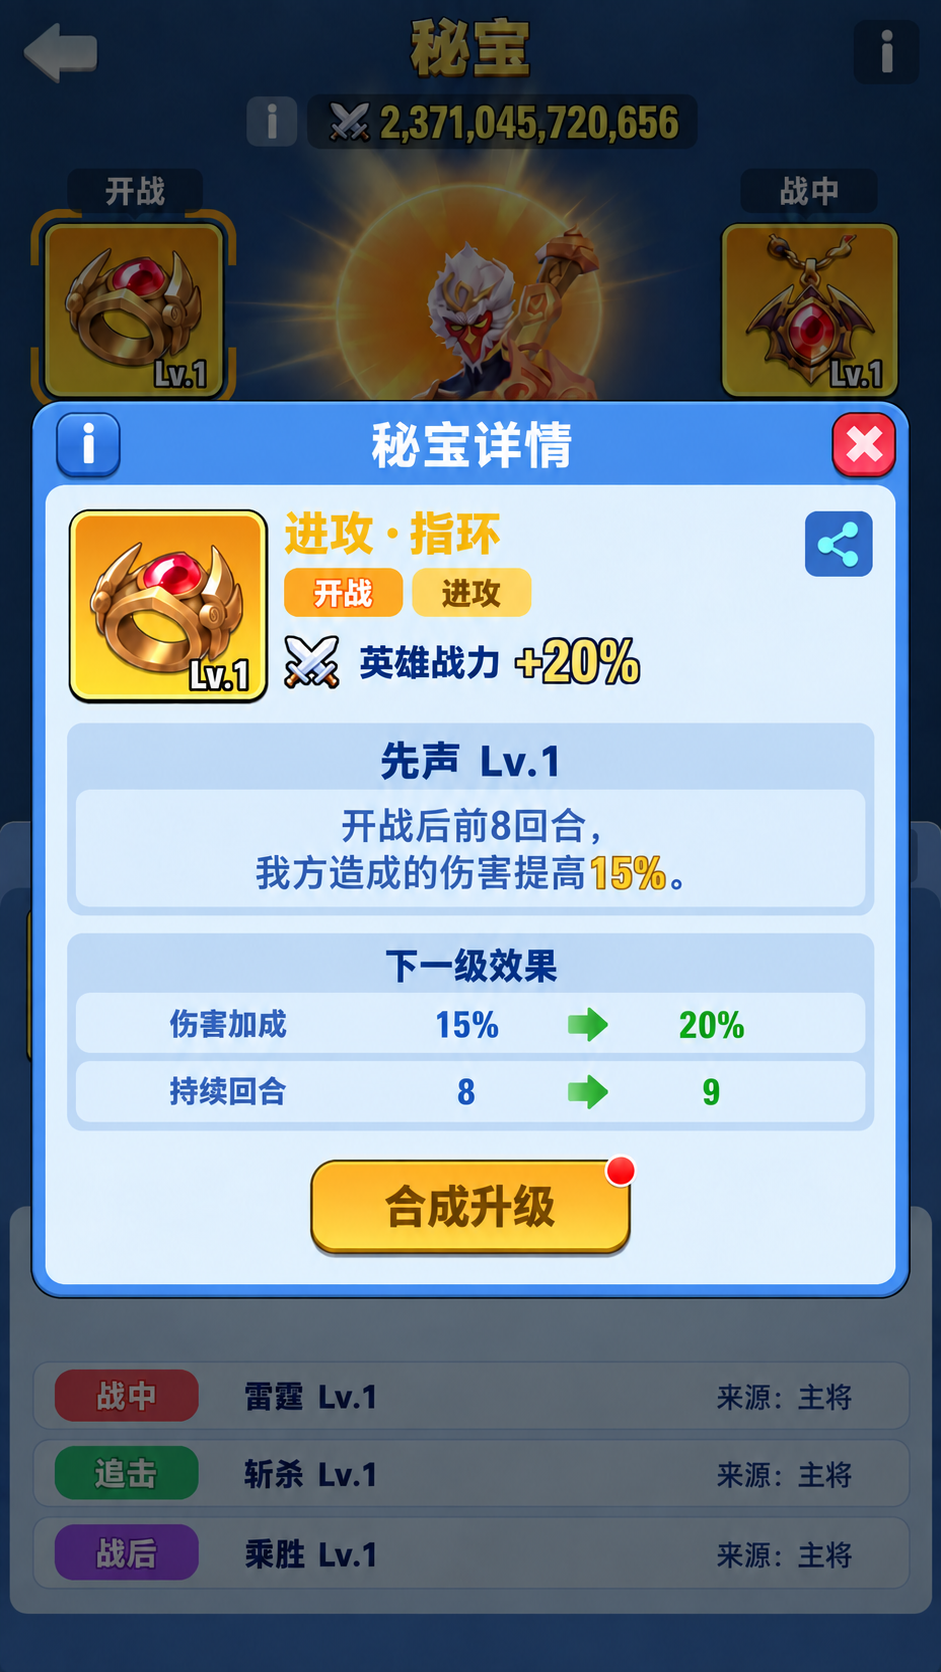 秘宝
2,371,045,720,656
开战
战中
Lv.1
Lv.1
秘宝详情
进攻·指环
开战 进攻
Lv.1
英雄战力 +20%
先声 Lv.1
开战后前8回合，
我方造成的伤害提高15%。
下一级效果
伤害加成 15% 20%
持续回合 8 9
合成升级
战中 雷霆 Lv.1 来源：主将
追击 斩杀 Lv.1 来源：主将
战后 乘胜 Lv.1 来源：主将